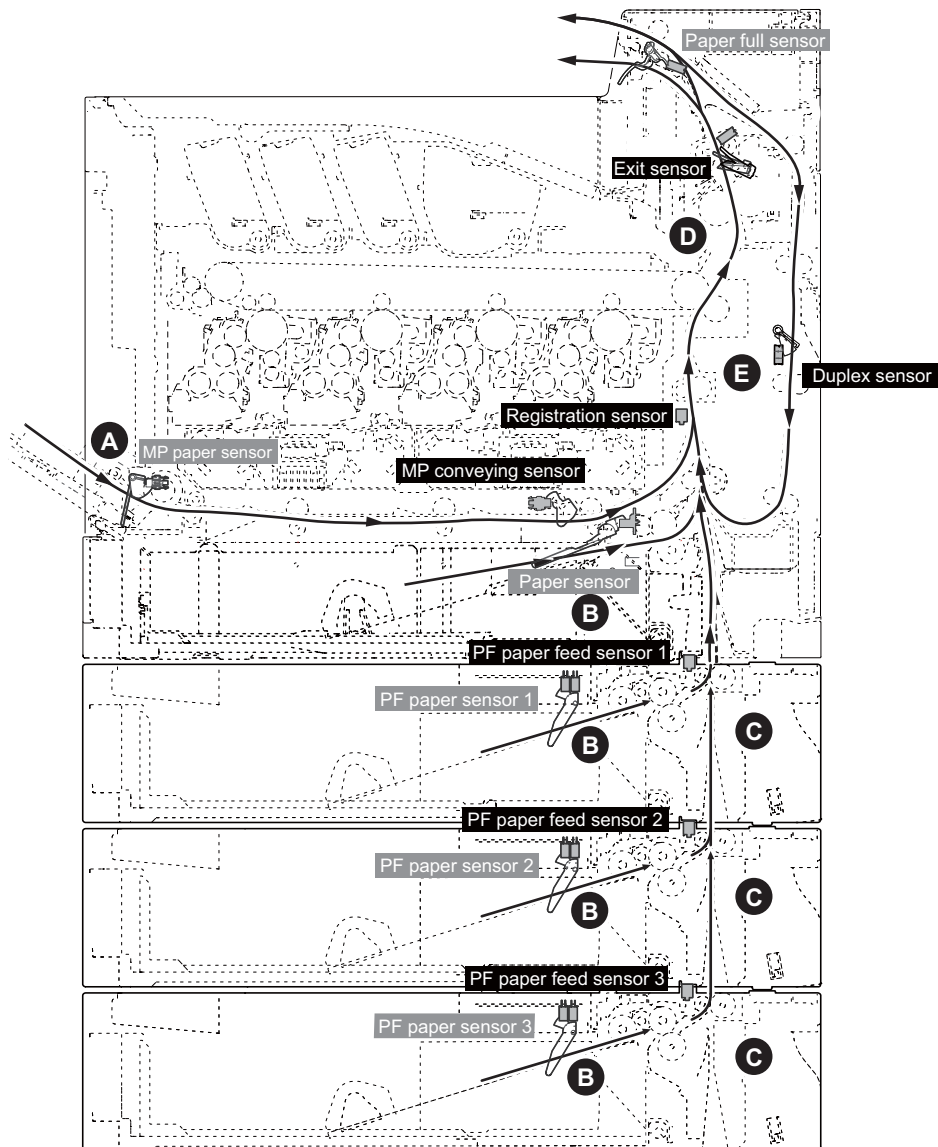 Paper full sensor
Exit sensor
D
E
Duplex sensor
Registration sensor
A
MP paper sensor
MP conveying sensor
Paper sensor
B
PF paper feed sensor 1
PF paper sensor 1
C
B
PF paper feed sensor 2
PF paper sensor 2
C
B
PF paper feed sensor 3
PF paper sensor 3
C
B